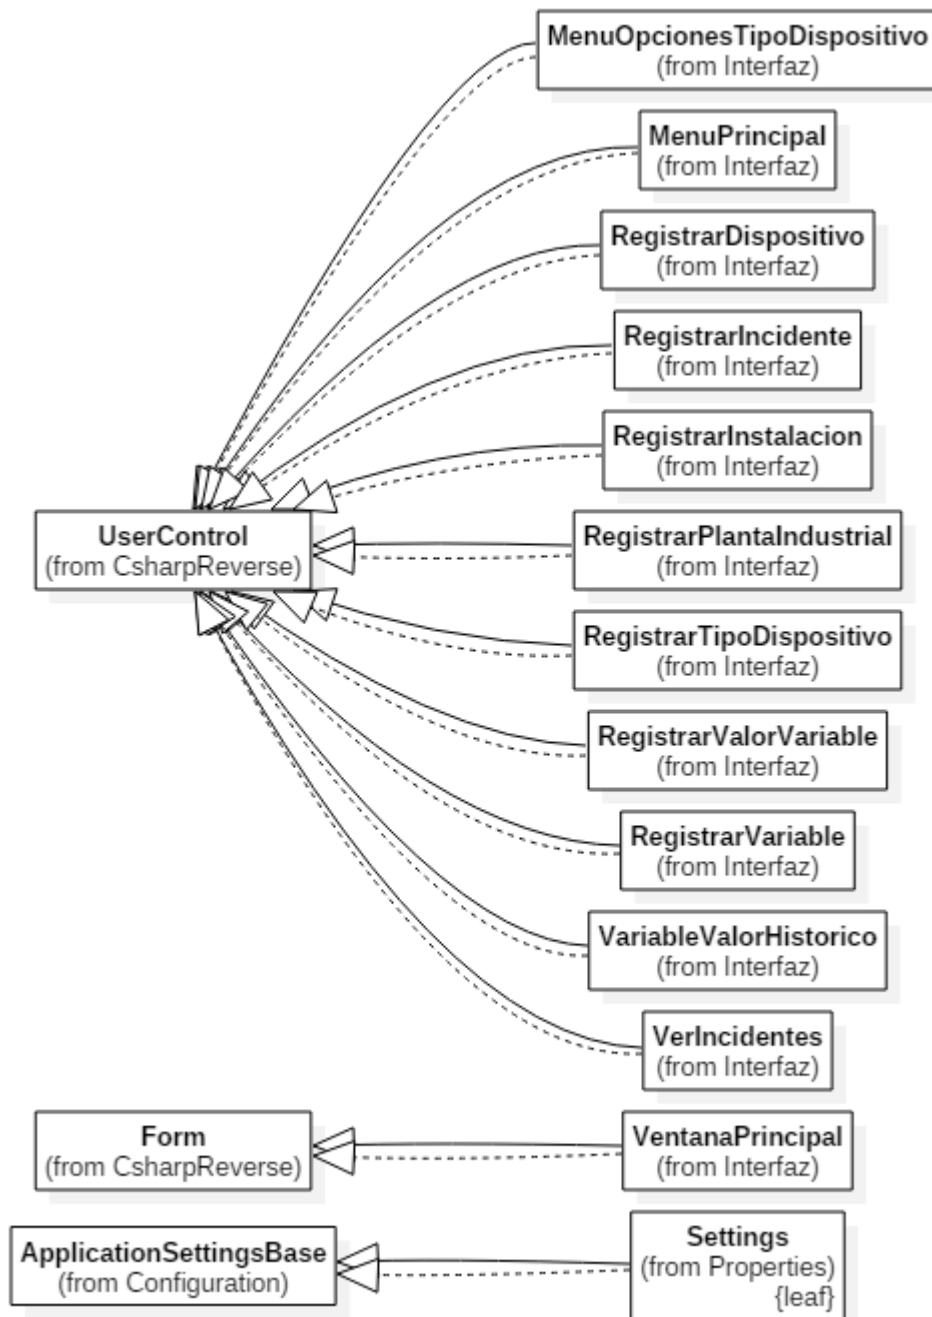 MenuOpcionesTipoDispositivo
(from Interfaz)
MenuPrincipal
(from Interfaz)
RegistrarDispositivo
(from Interfaz)
RegistrarIncidente
(from Interfaz)
RegistrarInstalacion
(from Interfaz)
UserControl
(from CsharpReverse)
RegistrarPlantaIndustrial
(from Interfaz)
RegistrarTipoDispositivo
(from Interfaz)
RegistrarValorVariable
(from Interfaz)
RegistrarVariable
(from Interfaz)
VariableValorHistorico
(from Interfaz)
VerIncidentes
(from Interfaz)
Form
(from CsharpReverse)
VentanaPrincipal
(from Interfaz)
ApplicationSettingsBase
(from Configuration)
Settings
(from Properties)
{leaf}